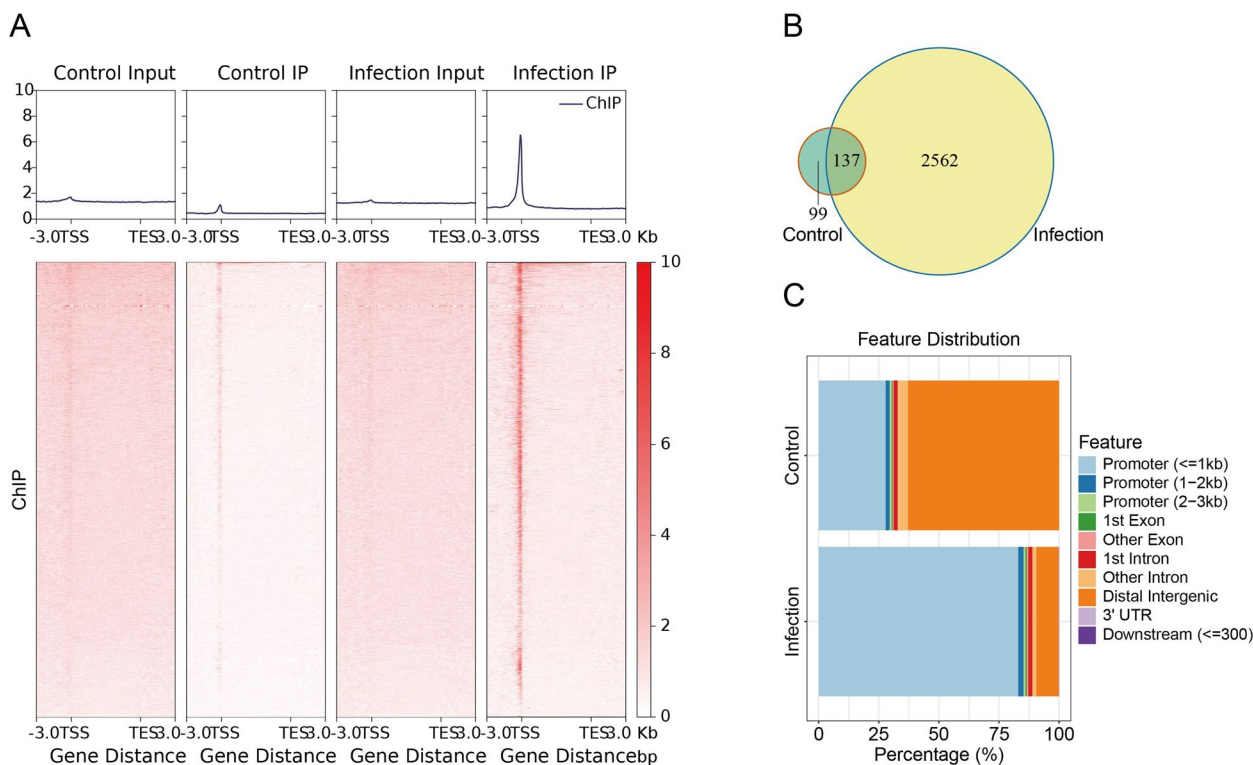 A
Control Input
Control IP
Infection Input
Infection IP
10
8
6
4
2
0
ChIP
-3.0TSS TES3.0 -3.0TSS TES3.0 -3.0TSS TES3.0 -3.0TSS TES3.0 Kb
ChIP
10
8
6
4
2
0
-3.0TSS TES3.0 -3.0TSS TES3.0 -3.0TSS TES3.0 -3.0TSS TES3.0 Kb
Gene Distance Gene Distance Gene Distance Gene Distancebp
B
137
2562
99
Control
Infection
C
Feature Distribution
Control
Infection
0 25 50 75 100
Percentage (%)
Feature
Promoter (<=1kb)
Promoter (1−2kb)
Promoter (2−3kb)
1st Exon
Other Exon
1st Intron
Other Intron
Distal Intergenic
3' UTR
Downstream (<=300)